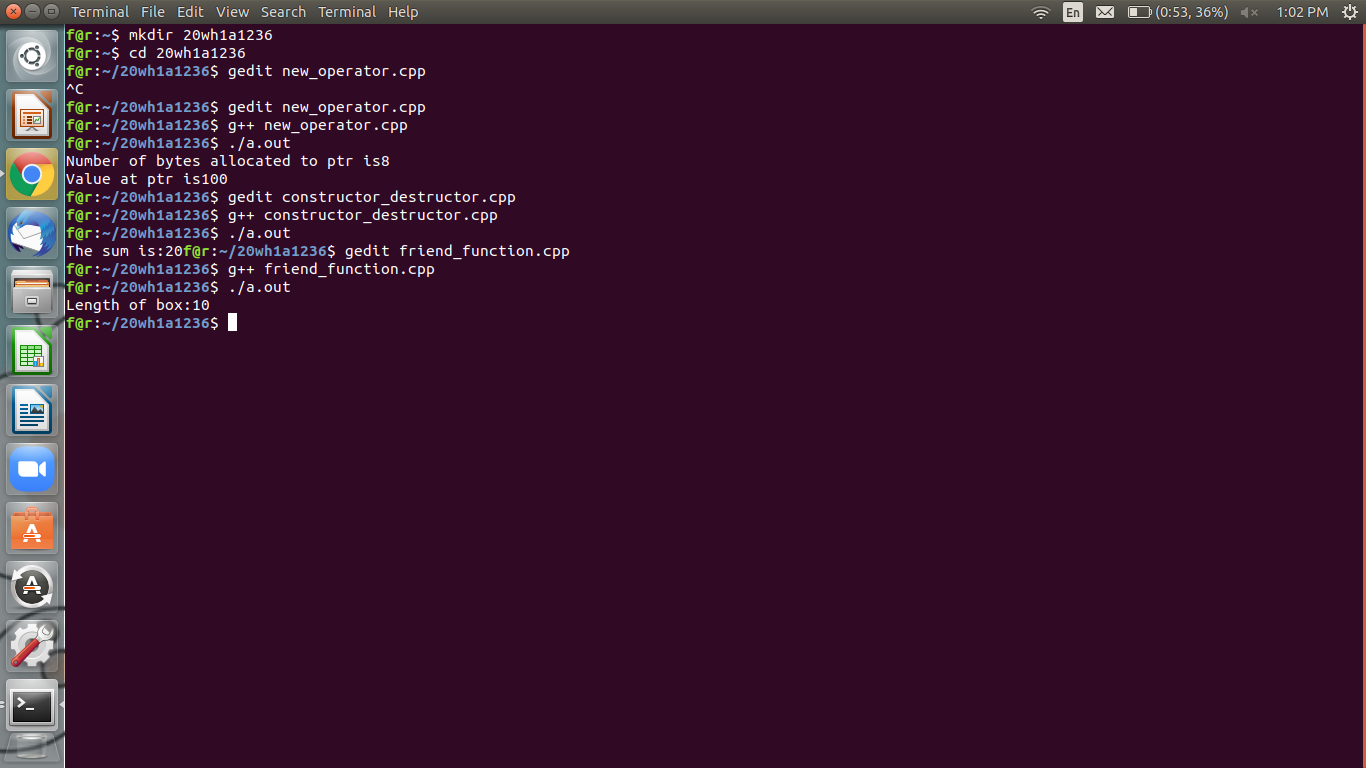 Terminal File Edit View Search Terminal Help En (0:53, 36%) 1:02 PM
f@r:~$ mkdir 20wh1a1236
f@r:~$ cd 20wh1a1236
f@r:~/20wh1a1236$ gedit new_operator.cpp
^C
f@r:~/20wh1a1236$ gedit new_operator.cpp
f@r:~/20wh1a1236$ g++ new_operator.cpp
f@r:~/20wh1a1236$ ./a.out
Number of bytes allocated to ptr is8
Value at ptr is100
f@r:~/20wh1a1236$ gedit constructor_destructor.cpp
f@r:~/20wh1a1236$ g++ constructor_destructor.cpp
f@r:~/20wh1a1236$ ./a.out
The sum is:20f@r:~/20wh1a1236$ gedit friend_function.cpp
f@r:~/20wh1a1236$ g++ friend_function.cpp
f@r:~/20wh1a1236$ ./a.out
Length of box:10
f@r:~/20wh1a1236$